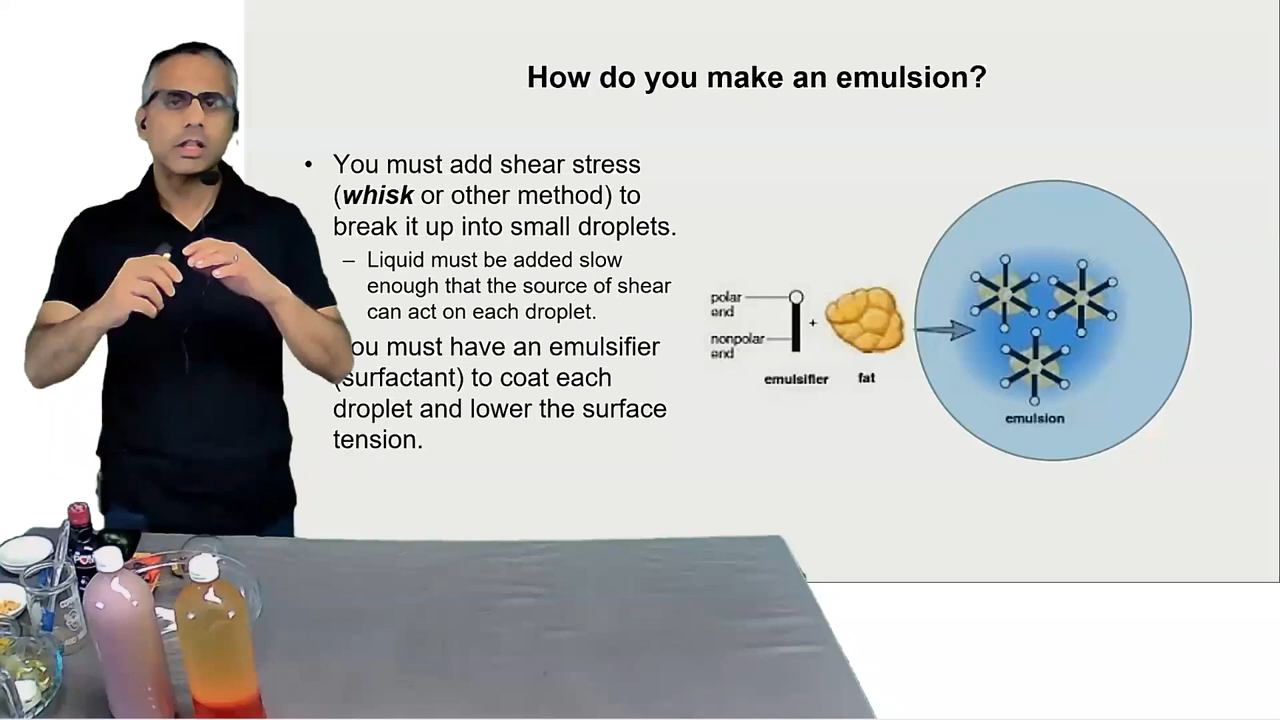 How do you make an emulsion?
• You must add shear stress
(whisk or other method) to
break it up into small droplets.
– Liquid must be added slow
enough that the source of shear
can act on each droplet.
ou must have an emulsifier
(surfactant) to coat each
droplet and lower the surface
tension.
polar
end
nonpolar
end
+
emulsifier
fat
emulsion